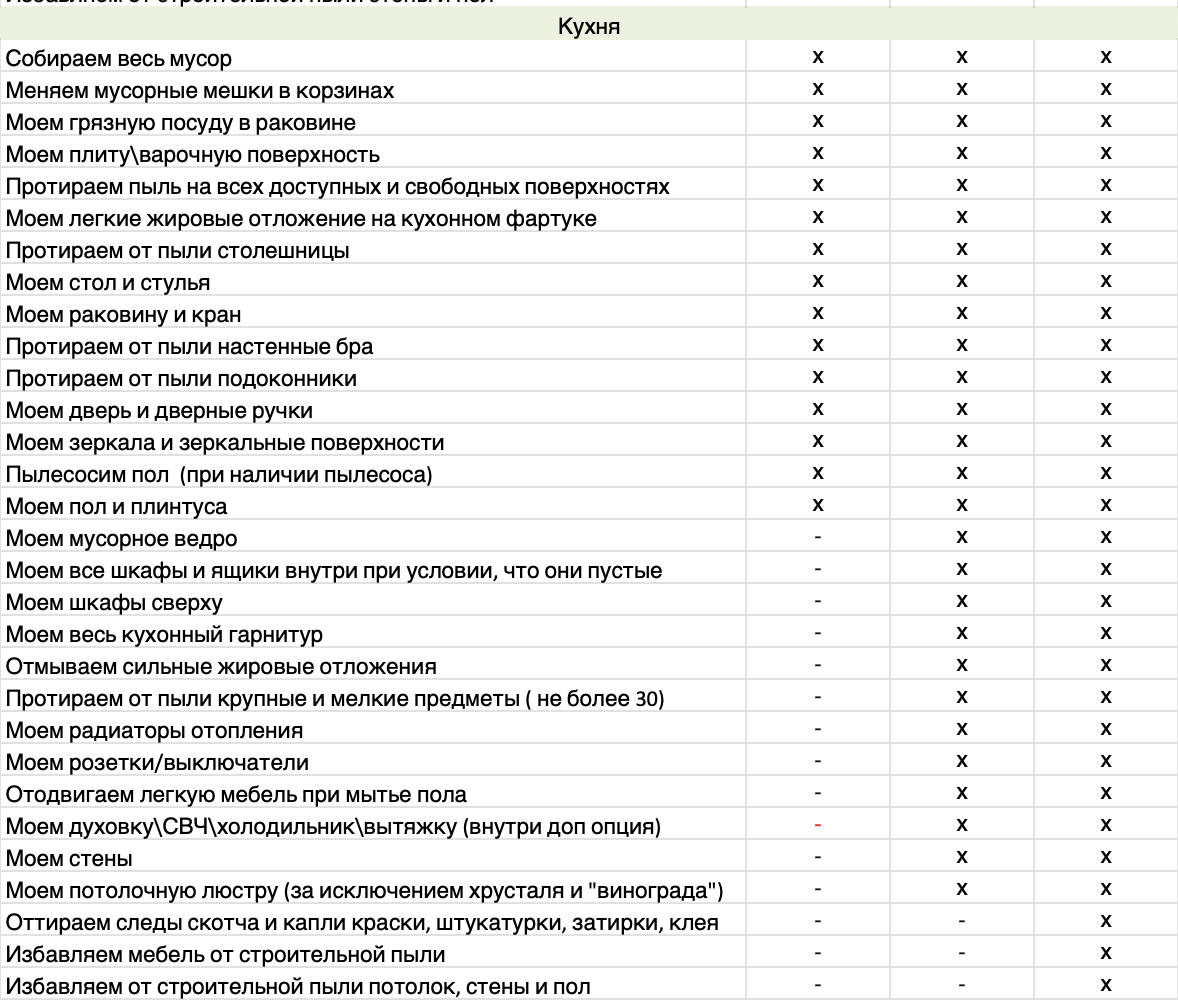 Избавляем от строительной пыли стены и пол
Кухня
Собираем весь мусор x x x
Меняем мусорные мешки в корзинах x x x
Моем грязную посуду в раковине x x x
Моем плиту\варочную поверхность x x x
Протираем пыль на всех доступных и свободных поверхностях x x x
Моем легкие жировые отложение на кухонном фартуке x x x
Протираем от пыли столешницы x x x
Моем стол и стулья x x x
Моем раковину и кран x x x
Протираем от пыли настенные бра x x x
Протираем от пыли подоконники x x x
Моем дверь и дверные ручки x x x
Моем зеркала и зеркальные поверхности x x x
Пылесосим пол (при наличии пылесоса) x x x
Моем пол и плинтуса x x x
Моем мусорное ведро - x x
Моем все шкафы и ящики внутри при условии, что они пустые - x x
Моем шкафы сверху - x x
Моем весь кухонный гарнитур - x x
Отмываем сильные жировые отложения - x x
Протираем от пыли крупные и мелкие предметы ( не более 30) - x x
Моем радиаторы отопления - x x
Моем розетки/выключатели - x x
Отодвигаем легкую мебель при мытье пола - x x
Моем духовку\СВЧ\холодильник\вытяжку (внутри доп опция) - x x
Моем стены - x x
Моем потолочную люстру (за исключением хрусталя и "винограда") - x x
Оттираем следы скотча и капли краски, штукатурки, затирки, клея - - x
Избавляем мебель от строительной пыли - - x
Избавляем от строительной пыли потолок, стены и пол - - x